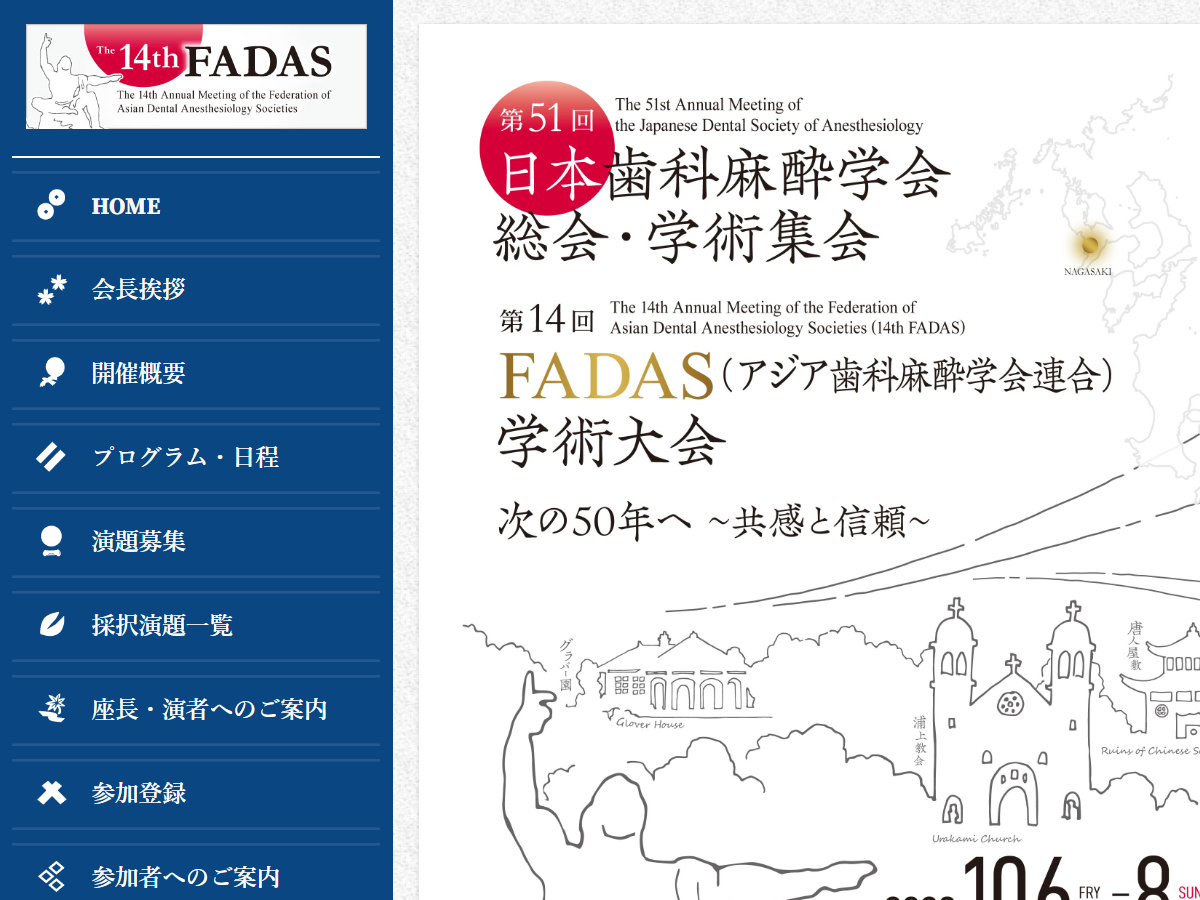 The 14th FADAS
The 14th Annual Meeting of the Federation of
Asian Dental Anesthesiology Societies
HOME
会長挨拶
開催概要
プログラム・日程
演題募集
採択演題一覧
座長・演者へのご案内
参加登録
参加者へのご案内
第51回
The 51st Annual Meeting of
the Japanese Dental Society of Anesthesiology
日本歯科麻酔学会
総会・学術集会
NAGASAKI
第14回
The 14th Annual Meeting of the Federation of
Asian Dental Anesthesiology Societies (14th FADAS)
FADAS（アジア歯科麻酔学会連合）
学術大会
次の50年へ ～共感と信頼～
グラバー園
Glover House
唐人屋敷
浦上教会
Ruins of Chinese
Urakami Church
10.6 FRY – 8 SUN